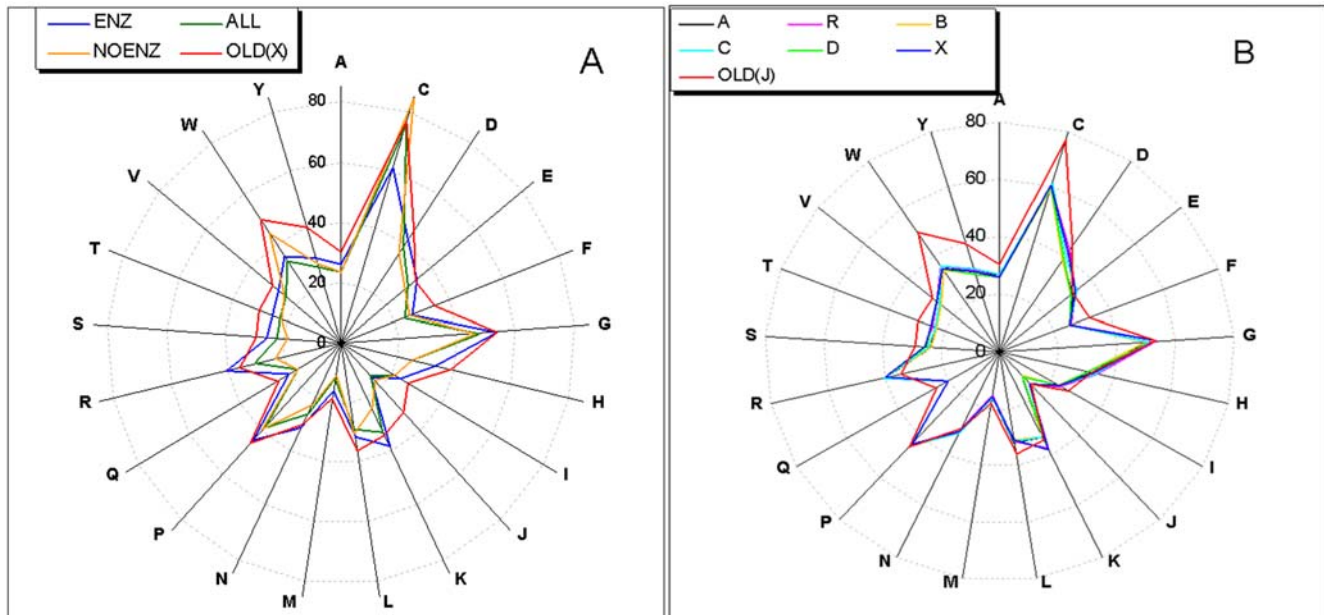 ENZ ALL
NOENZ OLD(X)
A
A
C
D
E
F
G
H
I
J
K
L
M
N
P
Q
R
S
T
V
W
Y
80
60
40
20
0
A R B
C D X
OLD(J)
B
A
C
D
E
F
G
H
I
J
K
L
M
N
P
Q
R
S
T
V
W
Y
80
60
40
20
0